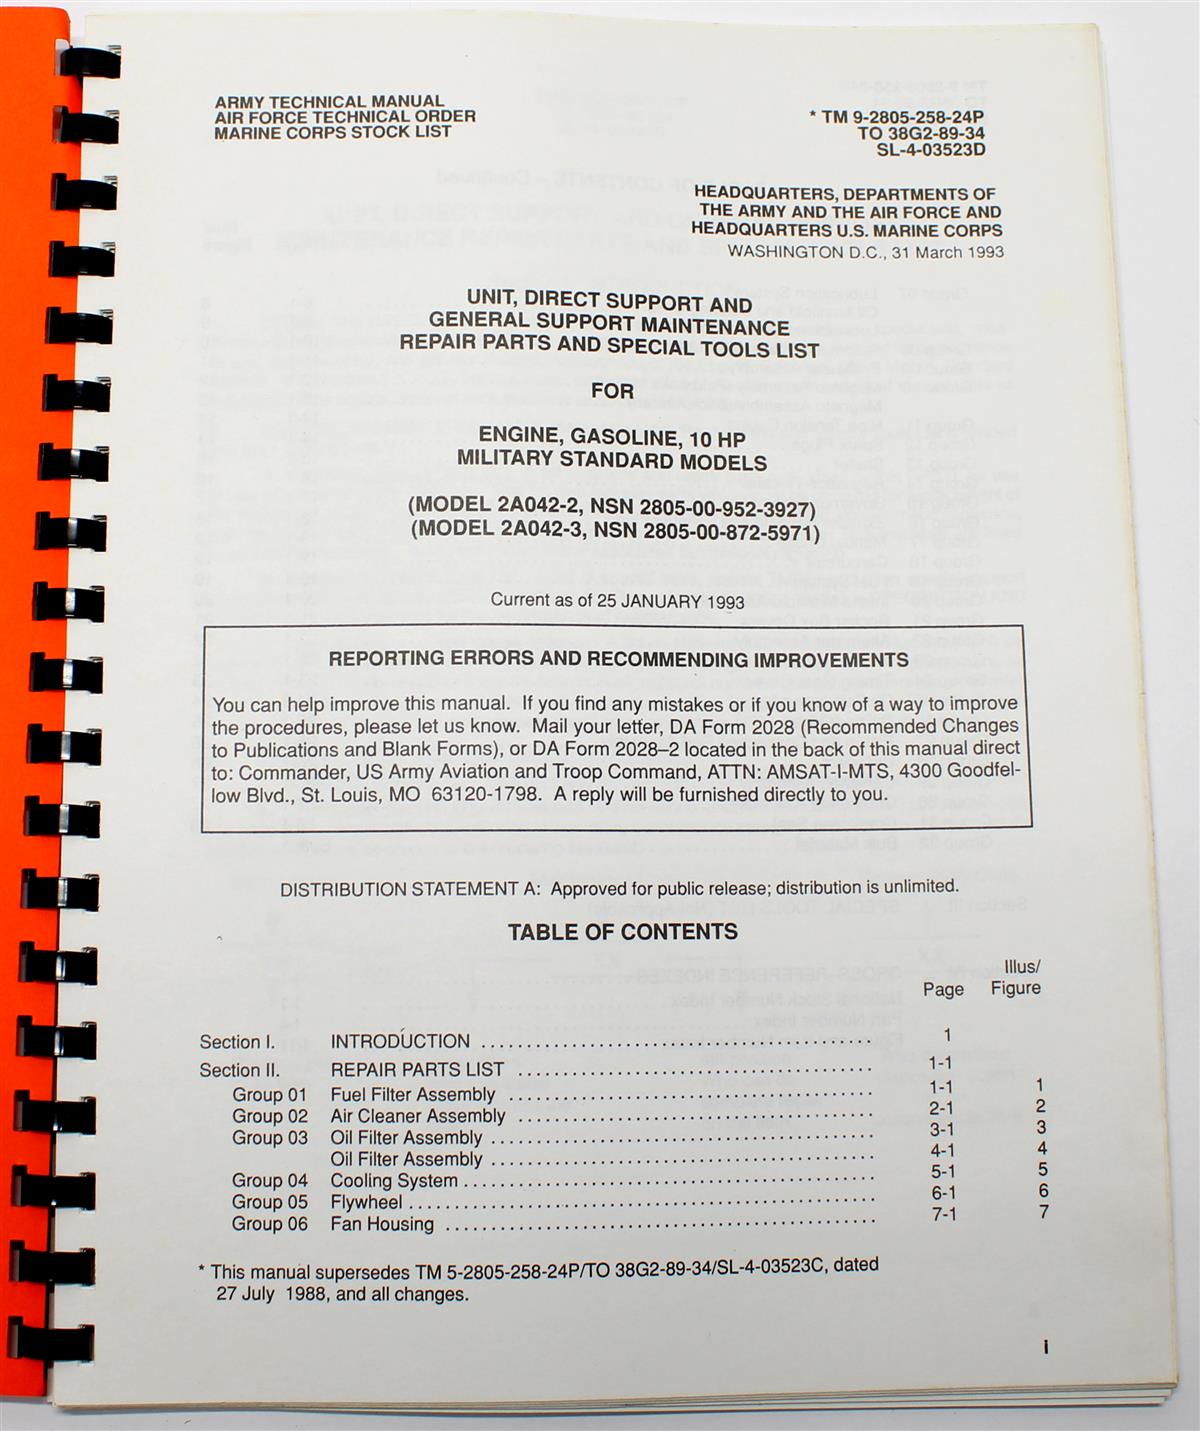 ARMY TECHNICAL MANUAL
AIR FORCE TECHNICAL ORDER
MARINE CORPS STOCK LIST
* TM 9-2805-258-24P
TO 38G2-89-34
SL-4-03523D
HEADQUARTERS, DEPARTMENTS OF
THE ARMY AND THE AIR FORCE AND
HEADQUARTERS U.S. MARINE CORPS
WASHINGTON D.C., 31 March 1993
UNIT, DIRECT SUPPORT AND
GENERAL SUPPORT MAINTENANCE
REPAIR PARTS AND SPECIAL TOOLS LIST
FOR
ENGINE, GASOLINE, 10 HP
MILITARY STANDARD MODELS
(MODEL 2A042-2, NSN 2805-00-952-3927)
(MODEL 2A042-3, NSN 2805-00-872-5971)
Current as of 25 JANUARY 1993
REPORTING ERRORS AND RECOMMENDING IMPROVEMENTS
You can help improve this manual. If you find any mistakes or if you know of a way to improve
the procedures, please let us know. Mail your letter, DA Form 2028 (Recommended Changes
to Publications and Blank Forms), or DA Form 2028–2 located in the back of this manual direct
to: Commander, US Army Aviation and Troop Command, ATTN: AMSAT-I-MTS, 4300 Goodfel-
low Blvd., St. Louis, MO 63120-1798. A reply will be furnished directly to you.
DISTRIBUTION STATEMENT A: Approved for public release; distribution is unlimited.
TABLE OF CONTENTS
Illus/
Page Figure
Section I. INTRODUCTION ........................................ 1
Section II. REPAIR PARTS LIST .................................... 1-1
Group 01 Fuel Filter Assembly ..................................... 1-1 1
Group 02 Air Cleaner Assembly .................................... 2-1 2
Group 03 Oil Filter Assembly ....................................... 3-1 3
Oil Filter Assembly ....................................... 4-1 4
Group 04 Cooling System .......................................... 5-1 5
Group 05 Flywheel ................................................ 6-1 6
Group 06 Fan Housing ............................................ 7-1 7
* This manual supersedes TM 5-2805-258-24P/TO 38G2-89-34/SL-4-03523C, dated
27 July 1988, and all changes.
i